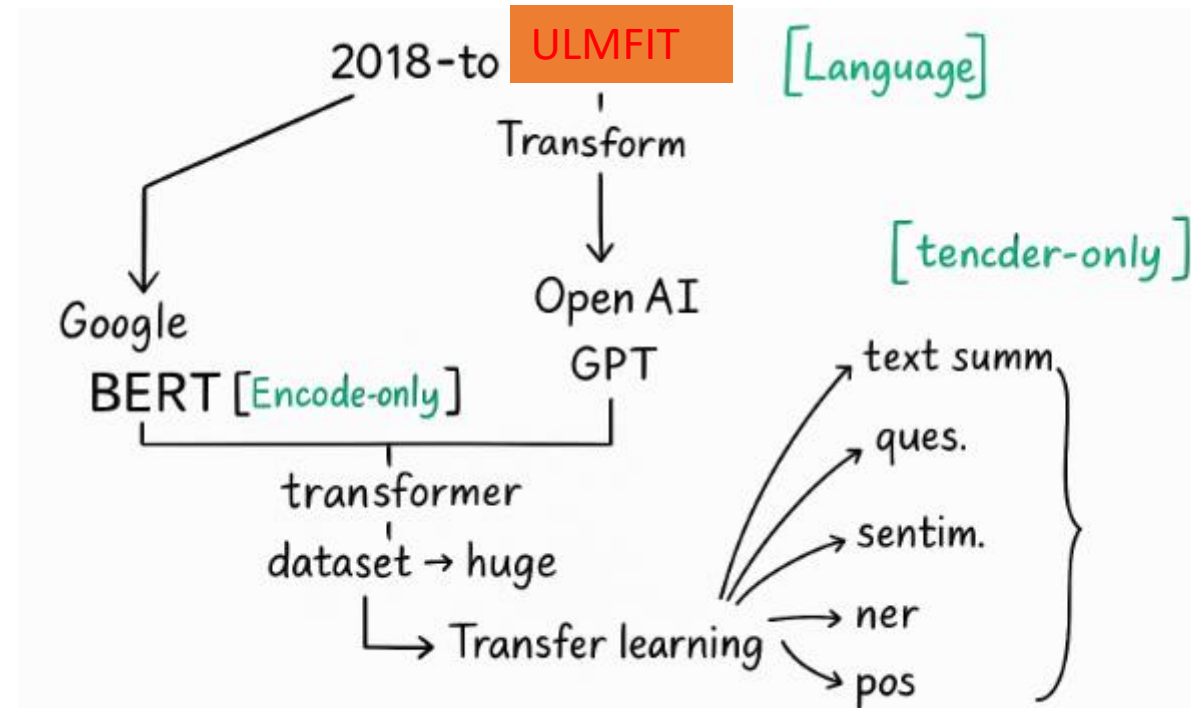 2018-to ULMFIT [Language]
Transform
[tencder-only]
Google
Open AI
BERT [Encode-only]
GPT
text summ,
ques.
transformer
sentim.
dataset → huge
ner
Transfer learning
pos